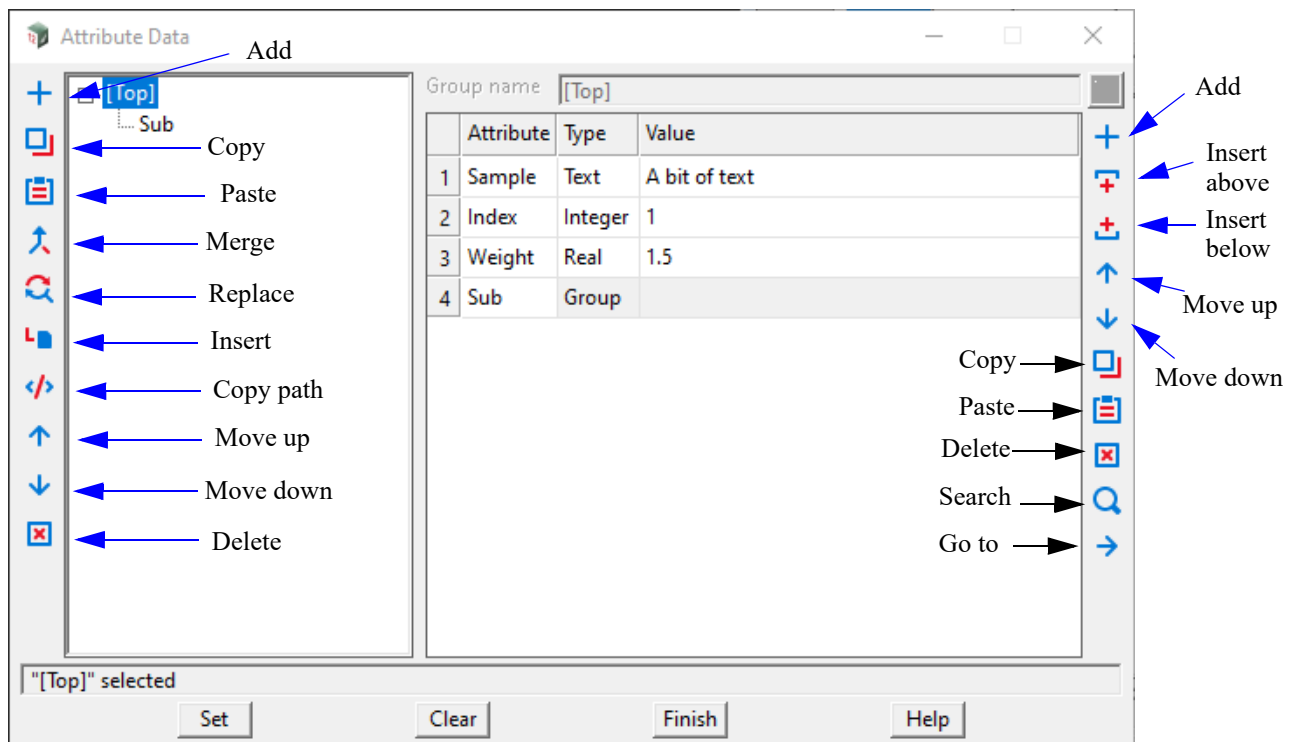 Attribute Data
Add
[Top]
Sub
Copy
Paste
Merge
Replace
Insert
Copy path
Move up
Move down
Delete
Group name [Top]
Attribute Type Value
1 Sample Text A bit of text
2 Index Integer 1
3 Weight Real 1.5
4 Sub Group
Copy
Paste
Delete
Search
Go to
Add
Insert
above
Insert
below
Move up
Move down
"[Top]" selected
Set Clear Finish Help